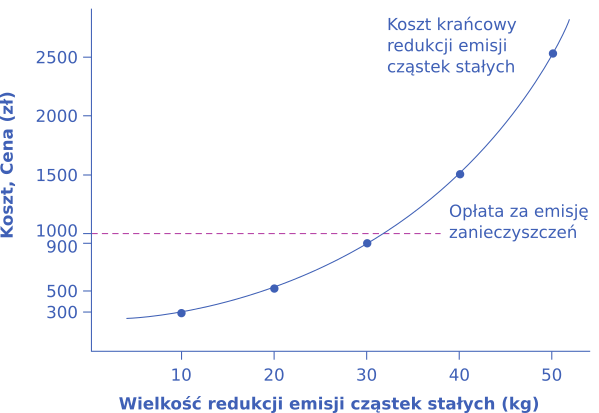 Koszt krańcowy
redukcji emisji
cząstek stałych
Opłata za emisję
zanieczyszczeń
Koszt, Cena (zł)
2500
2000
1500
1000
900
500
300
10 20 30 40 50
Wielkość redukcji emisji cząstek stałych (kg)